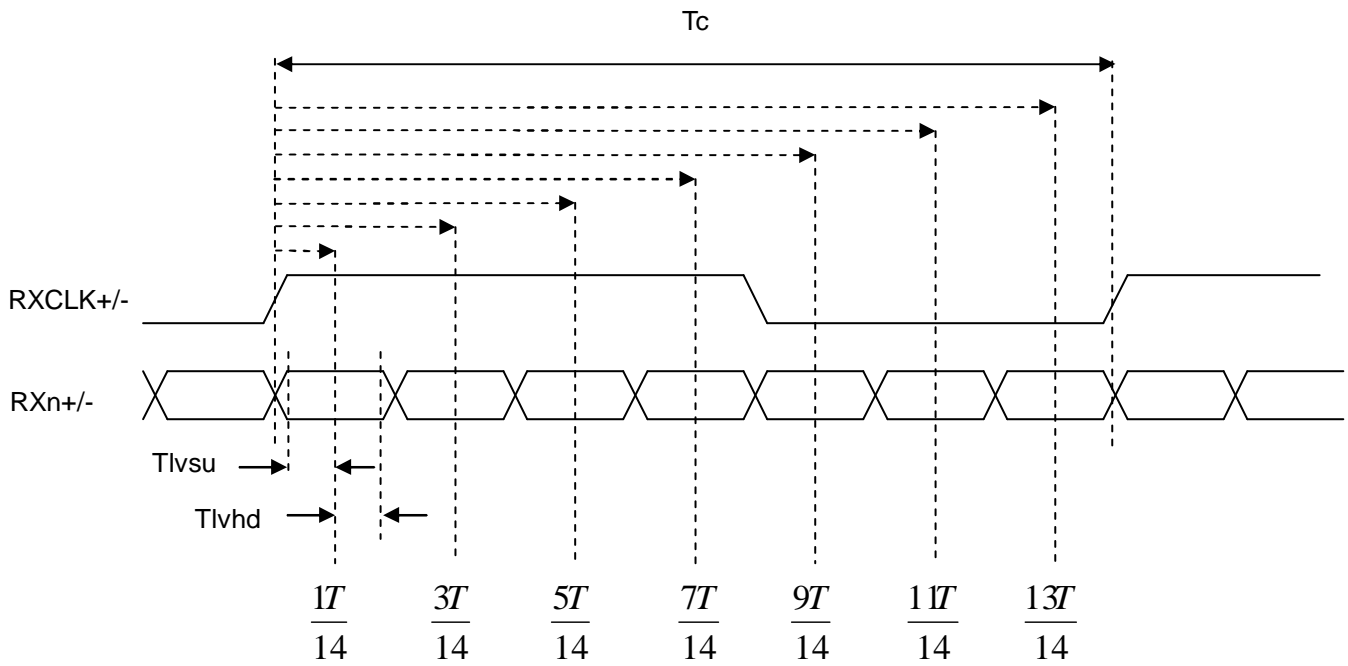 Tc
RXCLK+/-
RXn+/-
Tlvsu
Tlvhd
1T 3T 5T 7T 9T 11T 13T
14 14 14 14 14 14 14